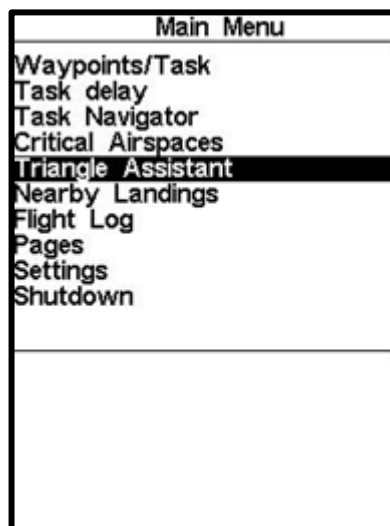 Main Menu
Waypoints/Task
Task delay
Task Navigator
Critical Airspaces
Triangle Assistant
Nearby Landings
Flight Log
Pages
Settings
Shutdown